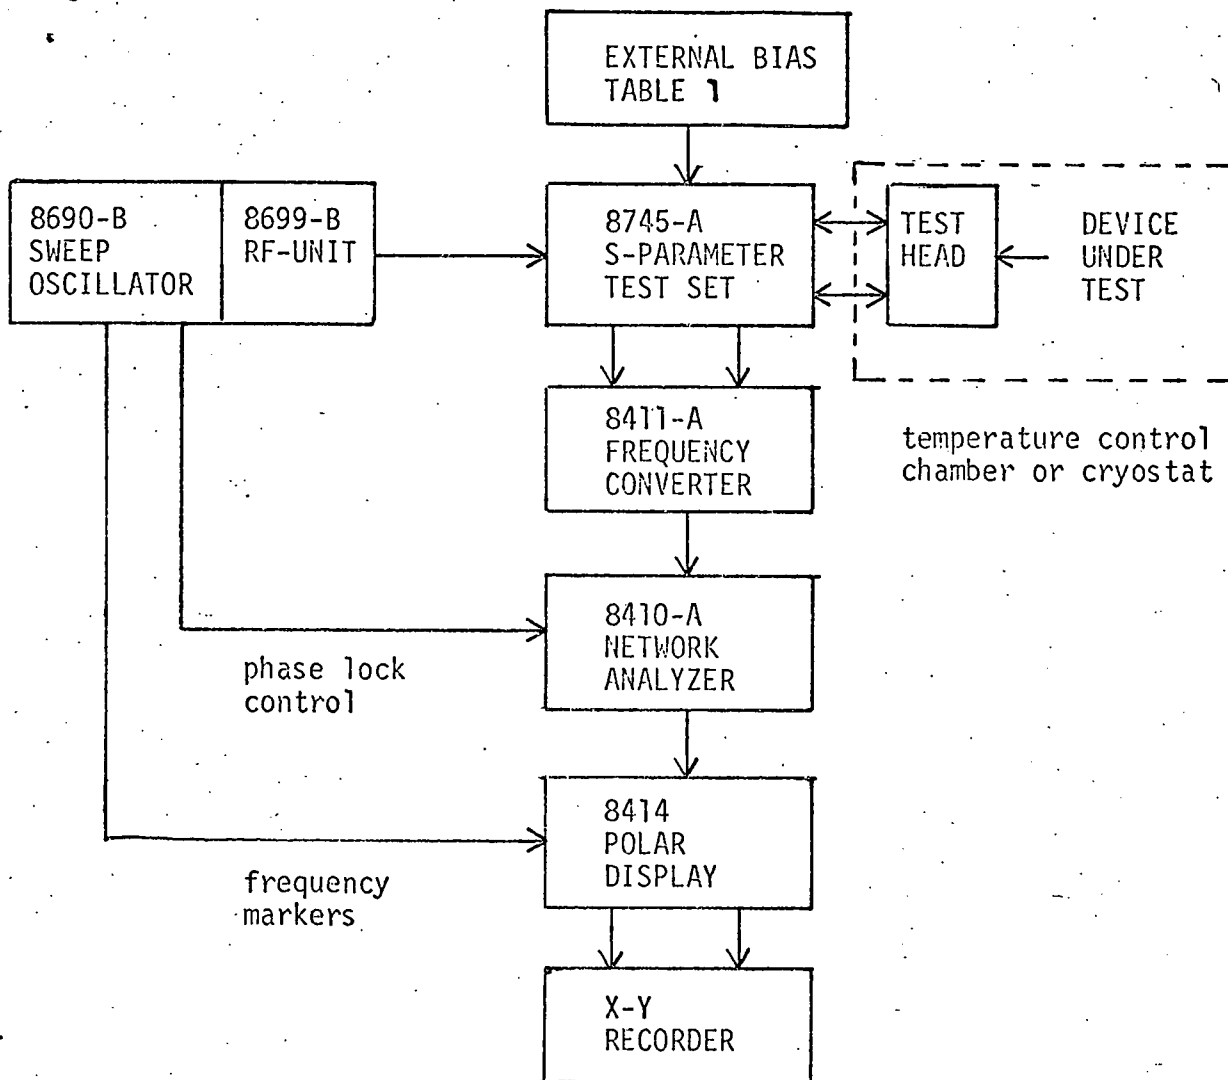 EXTERNAL BIAS
TABLE 1
8690-B
SWEEP
OSCILLATOR
8699-B
RF-UNIT
8745-A
S-PARAMETER
TEST SET
TEST
HEAD
DEVICE
UNDER
TEST
8411-A
FREQUENCY
CONVERTER
temperature control
chamber or cryostat
8410-A
NETWORK
ANALYZER
phase lock
control
8414
POLAR
DISPLAY
frequency
markers
X-Y
RECORDER